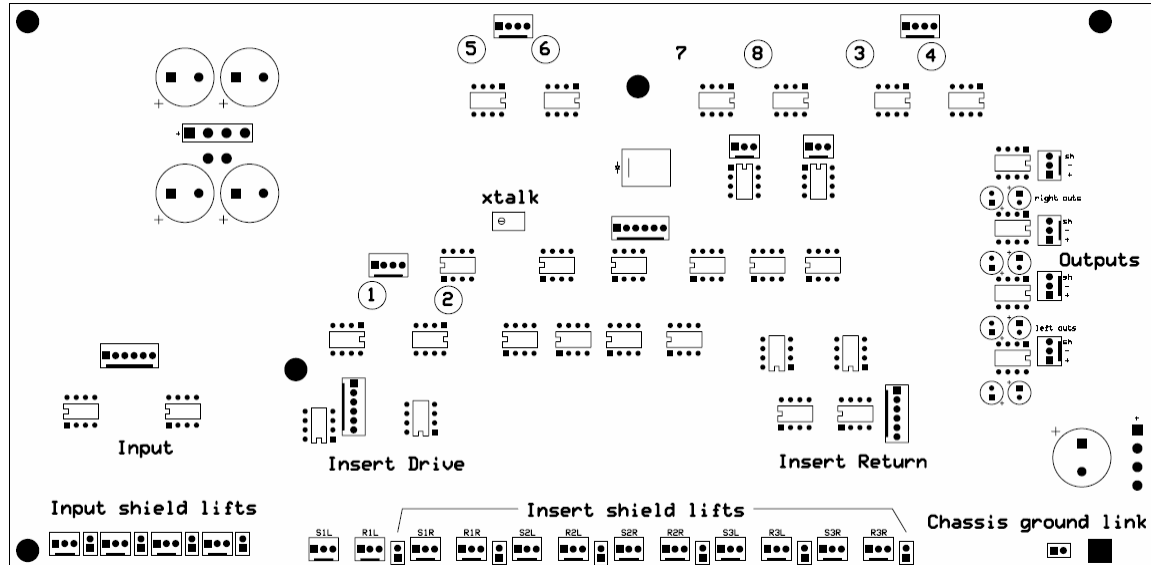 5 6 7 8 3 4
+ +
+
sh
-
+
+ +
right outs
xtalk
sh
-
+
Outputs
1 2
sh
-
+
left outs
sh
-
+
Input
Insert Drive
Insert Return
+ +
Input shield lifts
Insert shield lifts
Chassis ground link
S1L R1L S1R R1R S2L R2L S2R R2R S3L R3L S3R R3R